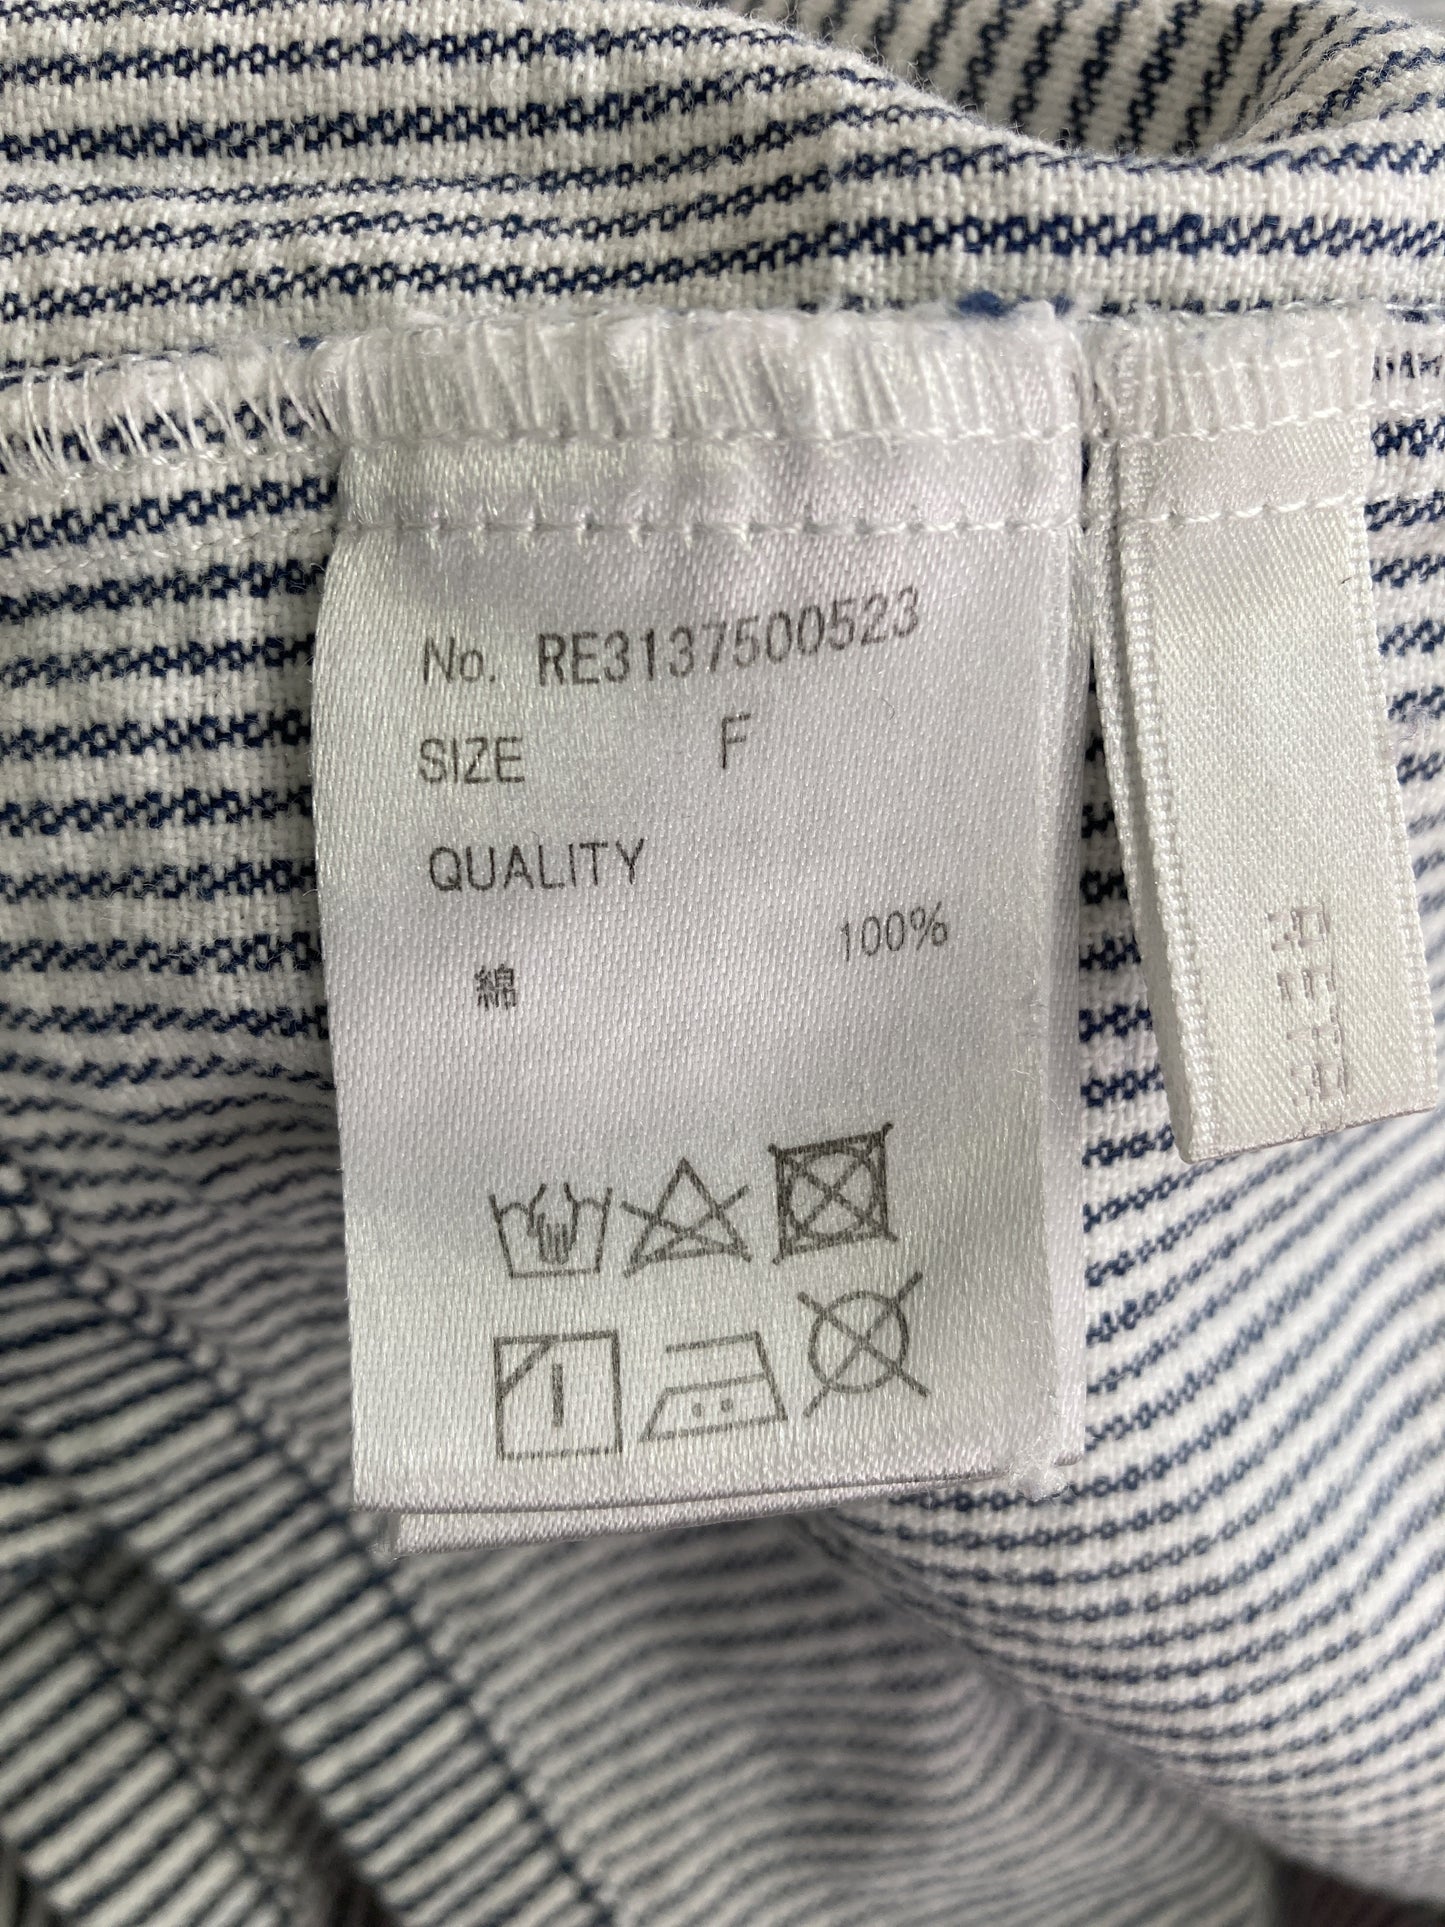 No. RE3137500523
SIZE F
QUALITY
綿 100%